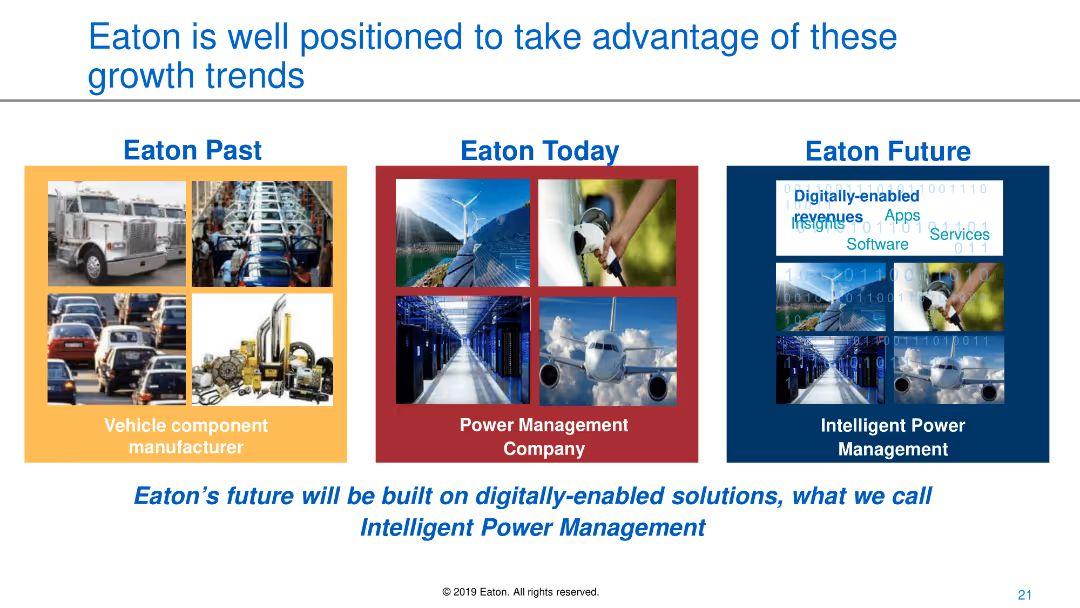 Eaton is well positioned to take advantage of these
growth trends
Eaton Past
Vehicle component
manufacturer
Eaton Today
Power Management
Company
Eaton Future
Digitally-enabled
revenues
Insights
Apps
Software
Services
Intelligent Power
Management
Eaton’s future will be built on digitally-enabled solutions, what we call
Intelligent Power Management
© 2019 Eaton. All rights reserved.
21